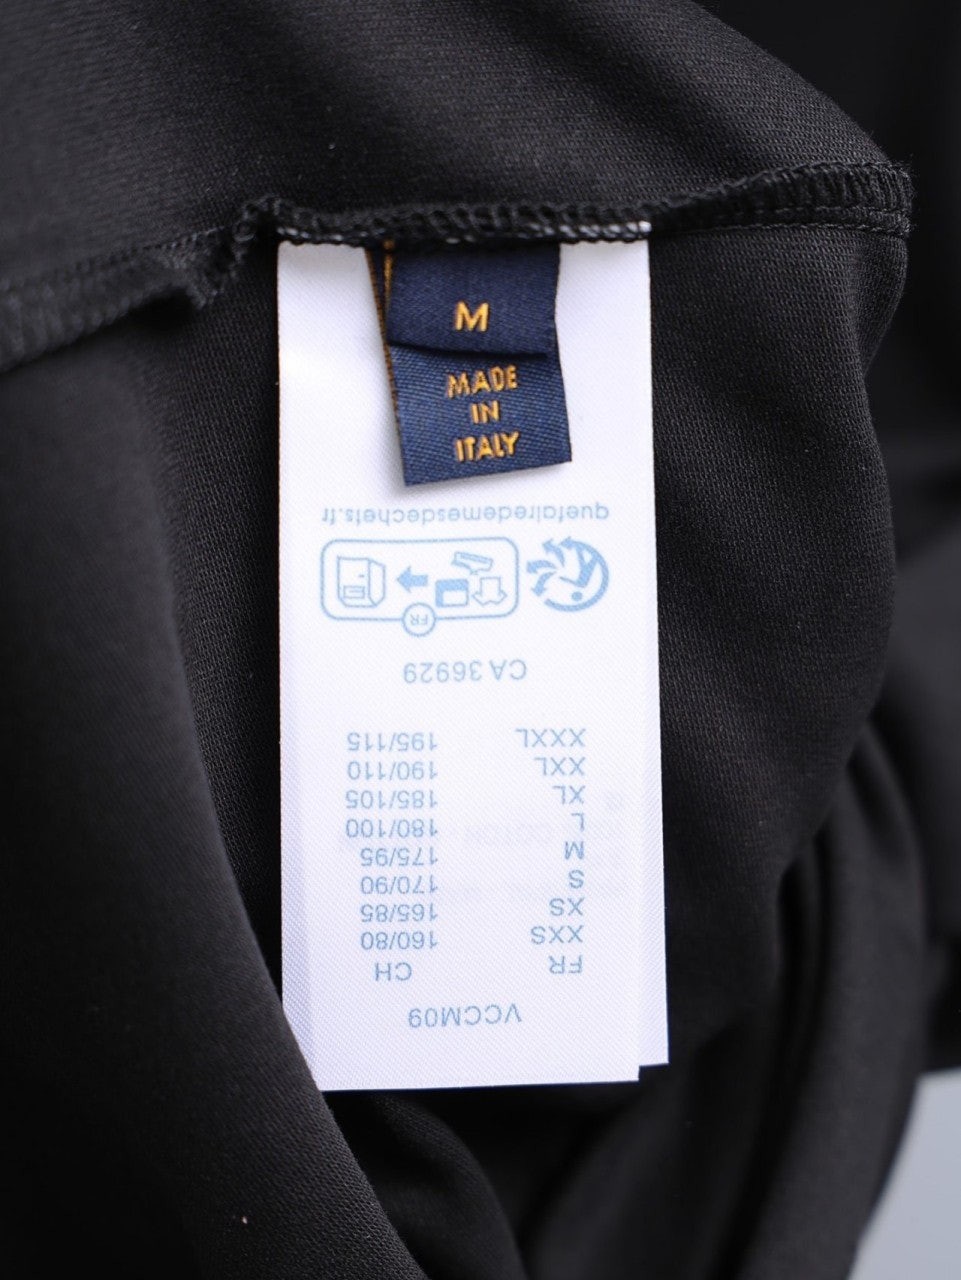 M
MADE
IN
ITALY
VCCM09
FR CH
XXS 160/80
XS 165/85
S 170/90
M 175/95
L 180/100
XL 185/105
XXL 190/110
XXXL 195/115
CA 36929
FR
quefairedemesdechets.fr